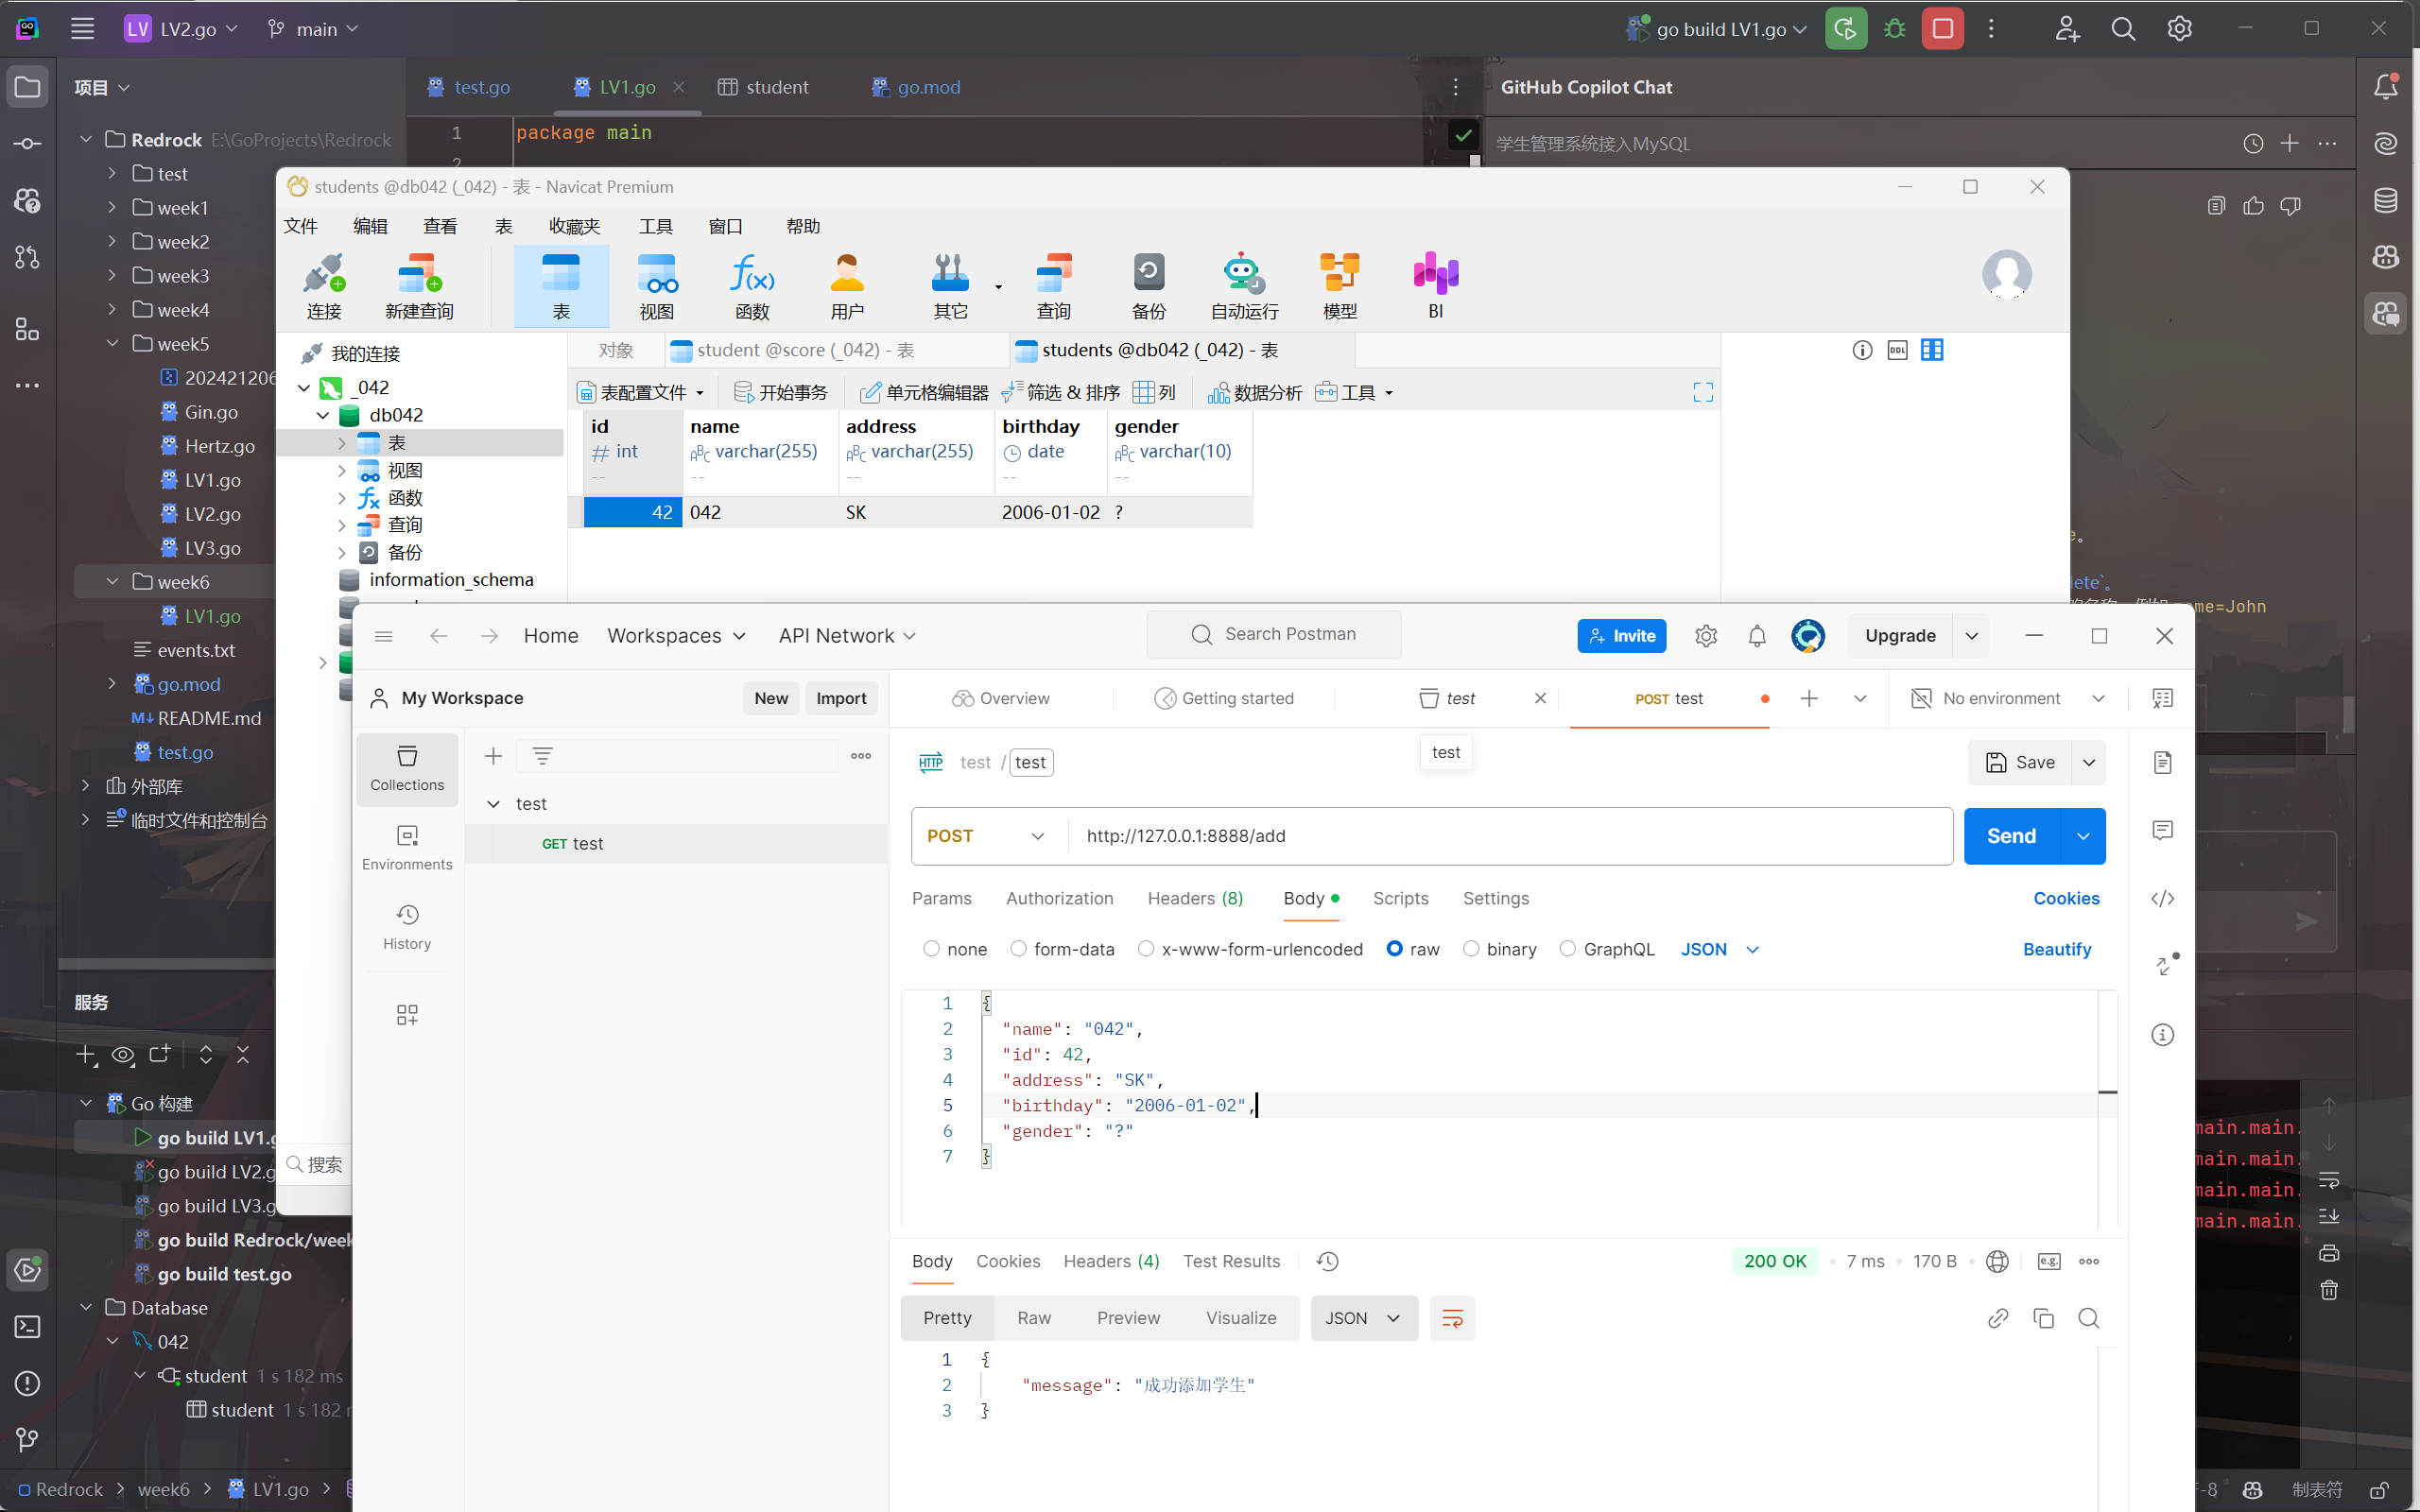 LV LV2.go main go build LV1.go
项目
test.go LV1.go student go.mod
GitHub Copilot Chat
Redrock E:\GoProjects\Redrock
1 package main
2
学生管理系统接入MySQL
test
week1
week2
week3
week4
week5
202421206
Gin.go
Hertz.go
LV1.go
LV2.go
LV3.go
week6
LV1.go
events.txt
go.mod
README.md
test.go
外部库
临时文件和控制台
服务
Go 构建
go build LV1.g
go build LV2.g
go build LV3.g
go build Redrock/week
go build test.go
Database
042
student 1 s 182 ms
student 1 s 182 m
Redrock > week6 > LV1.go >
students @db042 (_042) - 表 - Navicat Premium
文件 编辑 查看 表 收藏夹 工具 窗口 帮助
连接 新建查询 表 视图 函数 用户 其它 查询 备份 自动运行 模型 BI
我的连接
_042
db042
表
视图
函数
查询
备份
information_schema
搜索
对象 student @score (_042) - 表 students @db042 (_042) - 表
DDL
表配置文件 开始事务 单元格编辑器 筛选 & 排序 列 数据分析 工具
id name address birthday gender
# int ABC varchar(255) ABC varchar(255) date ABC varchar(10)
-- -- -- -- --
42 042 SK 2006-01-02 ?
e。
lete`。
name=John
Home Workspaces API Network Search Postman Invite Upgrade
My Workspace New Import
Overview Getting started test POST test No environment
Collections
Environments
History
test
GET test
HTTP test / test
test
Save
POST http://127.0.0.1:8888/add Send
Params Authorization Headers (8) Body Scripts Settings Cookies
none form-data x-www-form-urlencoded raw binary GraphQL JSON Beautify
1 {
2 "name": "042",
3 "id": 42,
4 "address": "SK",
5 "birthday": "2006-01-02",
6 "gender": "?"
7 }
Body Cookies Headers (4) Test Results 200 OK 7 ms 170 B e.g.
Pretty Raw Preview Visualize JSON
1 {
2 "message": "成功添加学生"
3 }
main.main.
main.main.
main.main.
main.main.
F-8 制表符